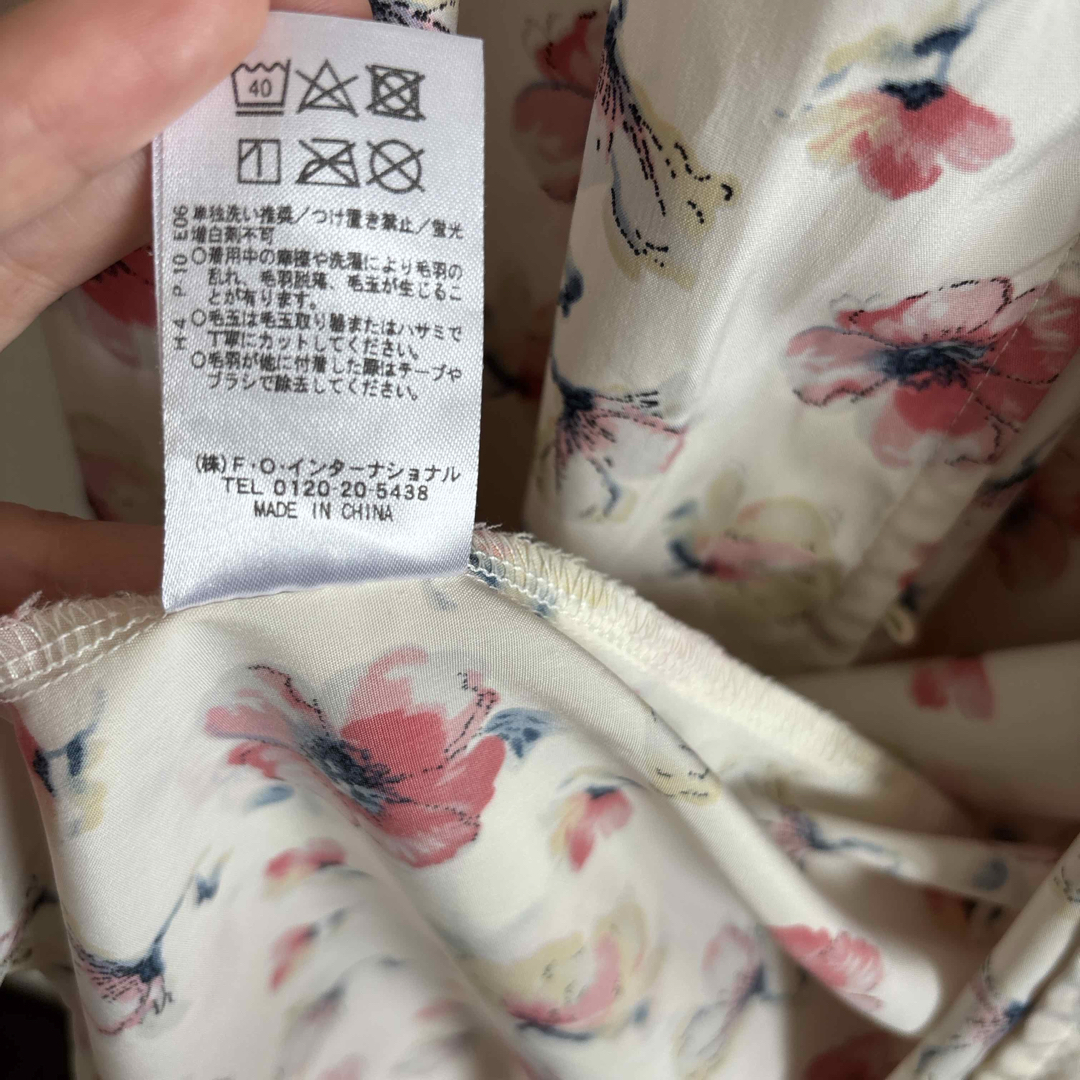 40
単独洗い推奨／つけ置き禁止／蛍光
増白剤不可
○着用中の摩擦や洗濯により毛羽の
乱れ、毛羽脱落、毛玉が生じるこ
とが有ります。
○毛玉は毛玉取り器またはハサミで
丁寧にカットしてください。
○毛羽が他に付着した際はテープや
ブラシで除去してください。
H4 P10 E06
(株)F・O・インターナショナル
TEL 0120 20 5438
MADE IN CHINA